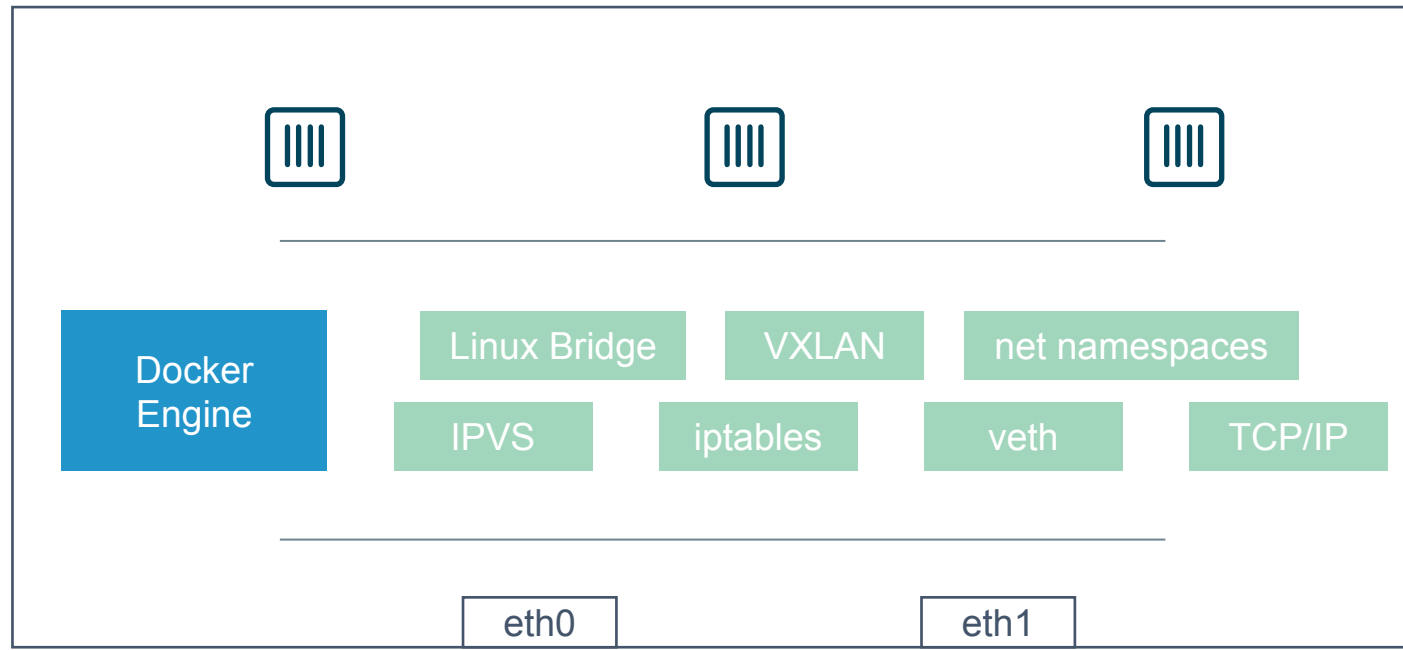 Docker
Engine
Linux Bridge
VXLAN
net namespaces
IPVS
iptables
veth
TCP/IP
eth0
eth1